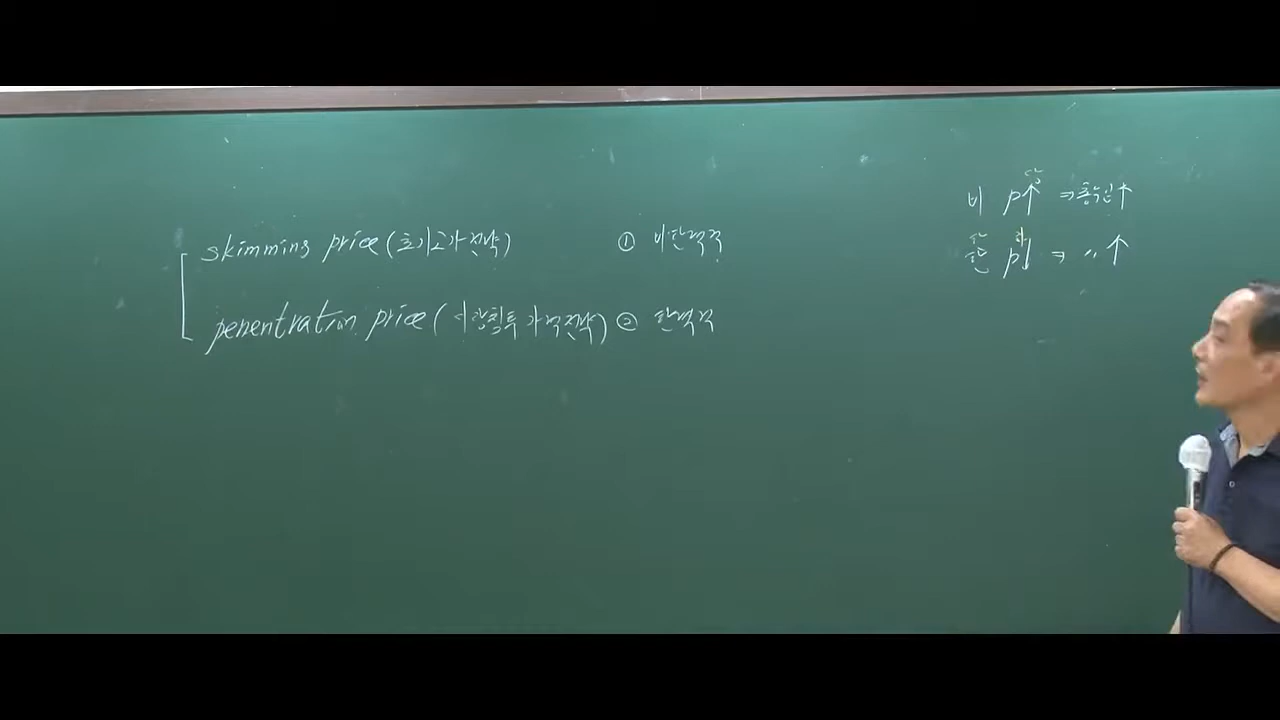 skimming price (초기고가전략) ① 비탄력적
penentration price (시장침투가격전략) ② 탄력적
비 p↑ ⇒ 총수입↑
탄 p↓ ⇒ 〃 ↑